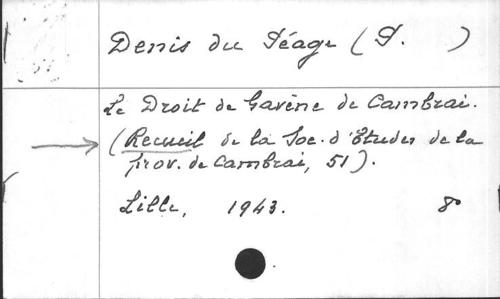 Denis du Péage (P. )
Le Droit de Gavène de Cambrai.
(Recueil de la Soc. d'Etudes de la
prov. de Cambrai, 51).
Lille, 1943. 8°